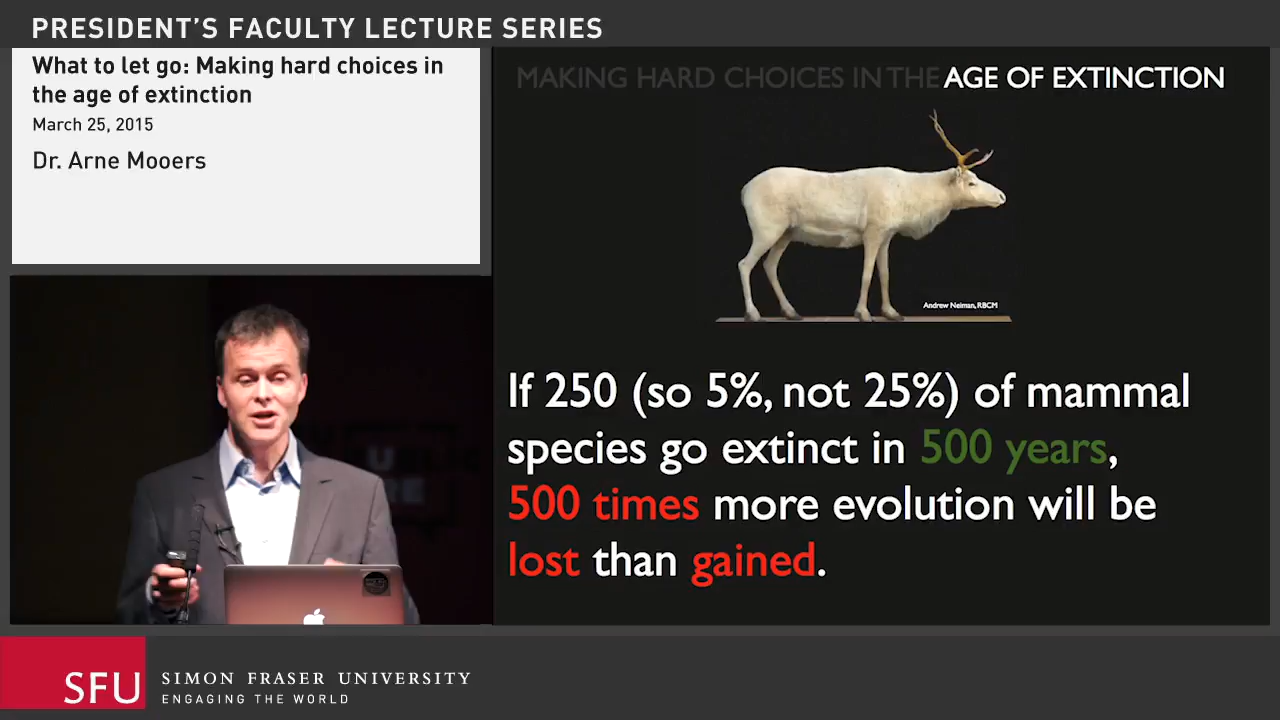 PRESIDENT'S FACULTY LECTURE SERIES
What to let go: Making hard choices in
the age of extinction
March 25, 2015
Dr. Arne Mooers
MAKING HARD CHOICES IN THE AGE OF EXTINCTION
Andrew Neiman, RBCM
If 250 (so 5%, not 25%) of mammal
species go extinct in 500 years,
500 times more evolution will be
lost than gained.
SFU
SIMON FRASER UNIVERSITY
ENGAGING THE WORLD